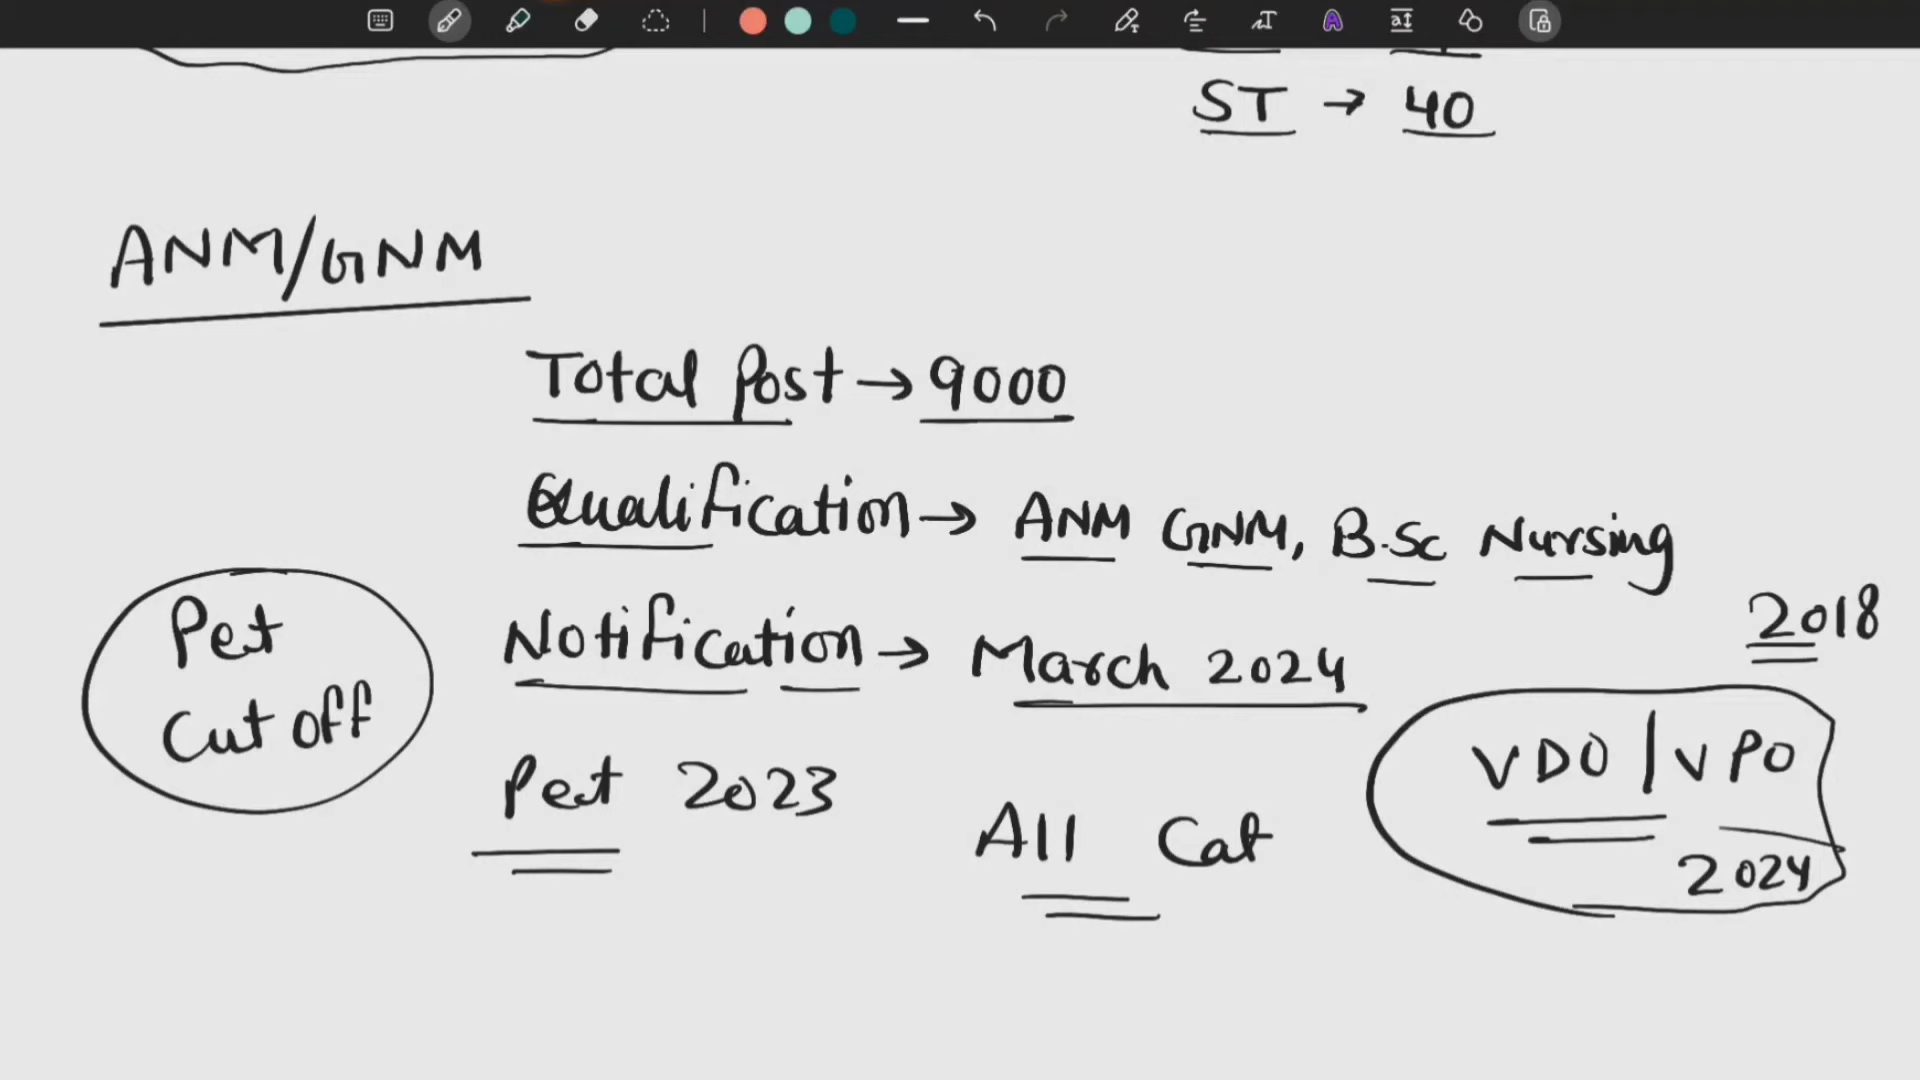 ST → 40
ANM/GNM
Total Post → 9000
Qualification → ANM GNM, B.Sc Nursing
Notification → March 2024
2018
Pet
Cut off
Pet 2023
All Cat
VDO | VPO
2024